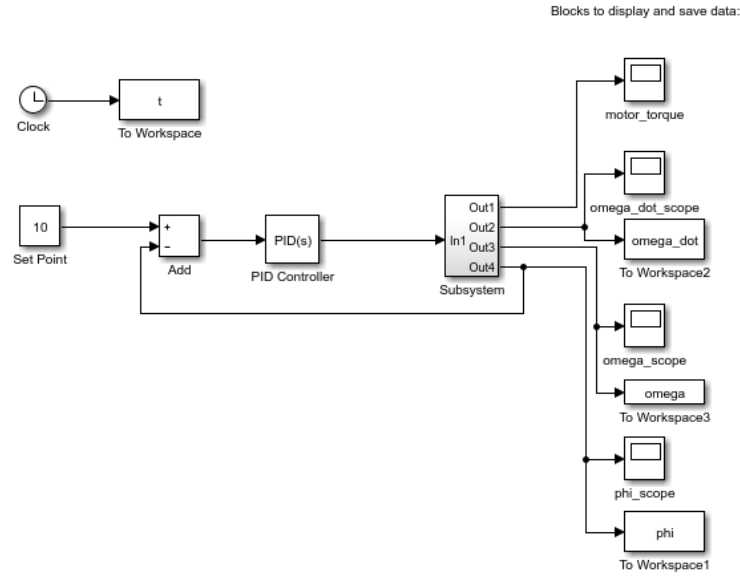 Blocks to display and save data:
t
Clock
To Workspace
motor_torque
10
Set Point
+
−
Add
PID(s)
PID Controller
In1
Out1
Out2
Out3
Out4
Subsystem
omega_dot_scope
omega_dot
To Workspace2
omega_scope
omega
To Workspace3
phi_scope
phi
To Workspace1